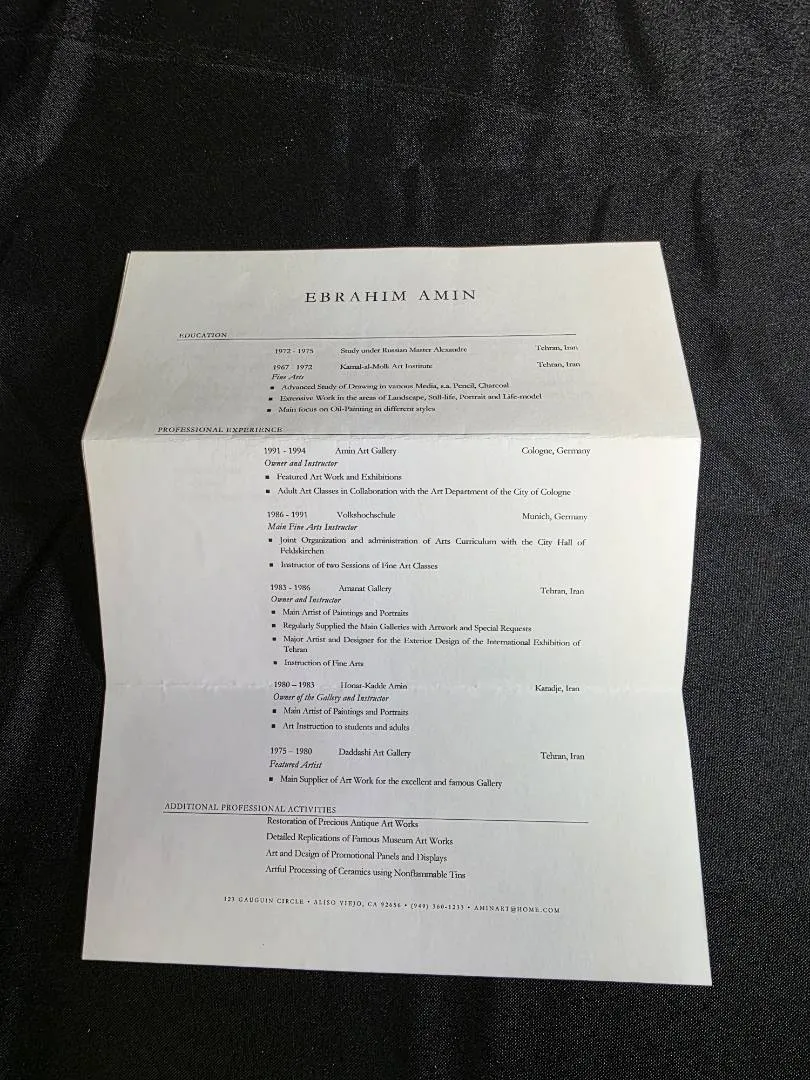 EBRAHIM AMIN
EDUCATION
1972 - 1975 Study under Russian Master Alexandre Tehran, Iran
1967 - 1972 Kamal-al-Molk Art Institute Tehran, Iran
Fine Arts
▪ Advanced Study of Drawing in various Media, s.a. Pencil, Charcoal
▪ Extensive Work in the areas of Landscape, Still-life, Portrait and Life-model
▪ Main focus on Oil-Painting in different styles
PROFESSIONAL EXPERIENCE
1991 - 1994 Amin Art Gallery Cologne, Germany
Owner and Instructor
▪ Featured Art Work and Exhibitions
▪ Adult Art Classes in Collaboration with the Art Department of the City of Cologne
1986 - 1991 Volkshochschule Munich, Germany
Main Fine Arts Instructor
▪ Joint Organization and administration of Arts Curriculum with the City Hall of
Feldskirchen
▪ Instructor of two Sessions of Fine Art Classes
1983 - 1986 Amanat Gallery Tehran, Iran
Owner and Instructor
▪ Main Artist of Paintings and Portraits
▪ Regularly Supplied the Main Galleries with Artwork and Special Requests
▪ Major Artist and Designer for the Exterior Design of the International Exhibition of
Tehran
▪ Instruction of Fine Arts
1980 – 1983 Honar-Kadde Amin Karadje, Iran
Owner of the Gallery and Instructor
▪ Main Artist of Paintings and Portraits
▪ Art Instruction to students and adults
1975 – 1980 Daddashi Art Gallery Tehran, Iran
Featured Artist
▪ Main Supplier of Art Work for the excellent and famous Gallery
ADDITIONAL PROFESSIONAL ACTIVITIES
Restoration of Precious Antique Art Works
Detailed Replications of Famous Museum Art Works
Art and Design of Promotional Panels and Displays
Artful Processing of Ceramics using Nonflammable Tins
123 GAUGUIN CIRCLE • ALISO VIEJO, CA 92656 • (949) 360-1233 • AMINART@HOME.COM